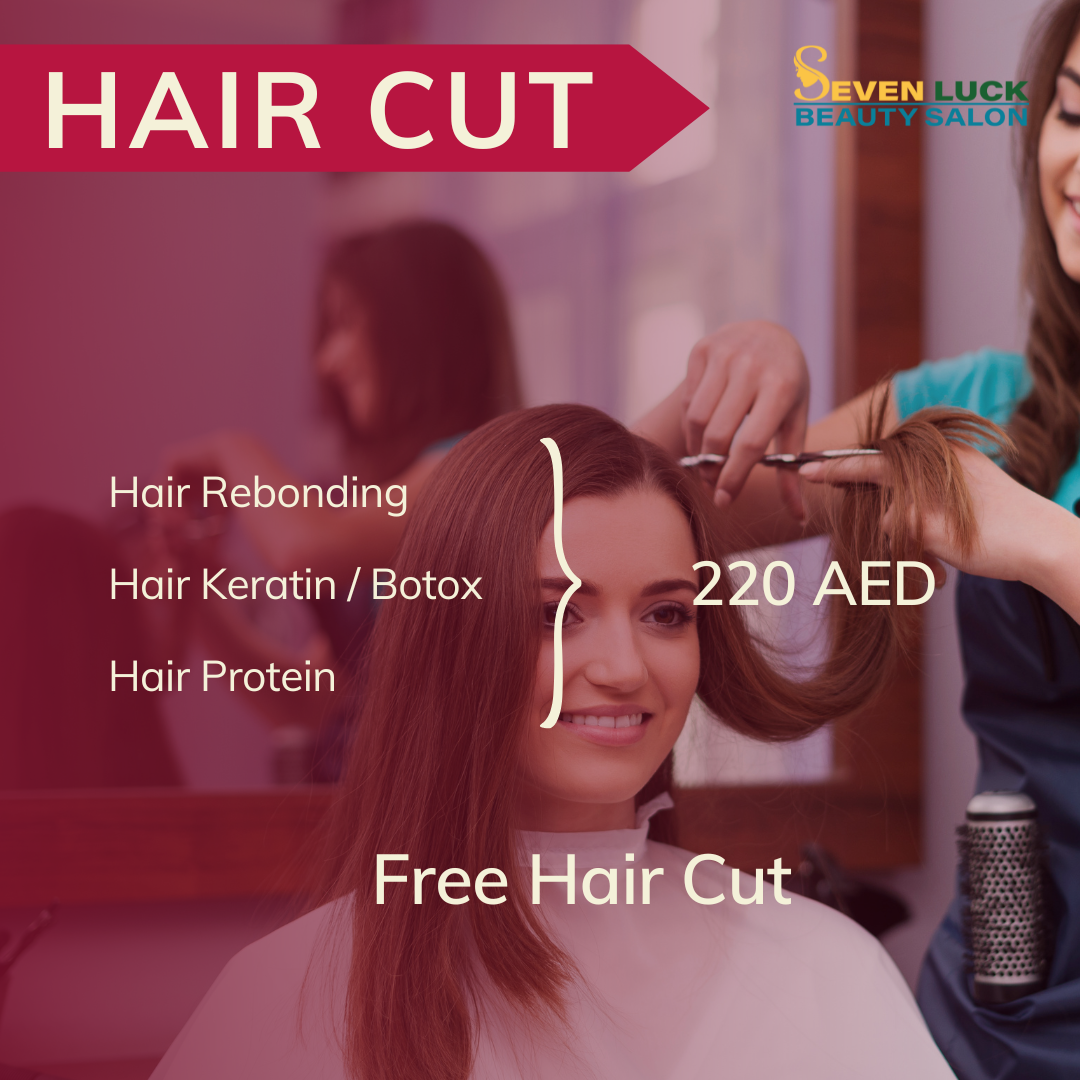 HAIR CUT
SEVEN LUCK
BEAUTY SALON
Hair Rebonding
Hair Keratin / Botox
Hair Protein
220 AED
Free Hair Cut